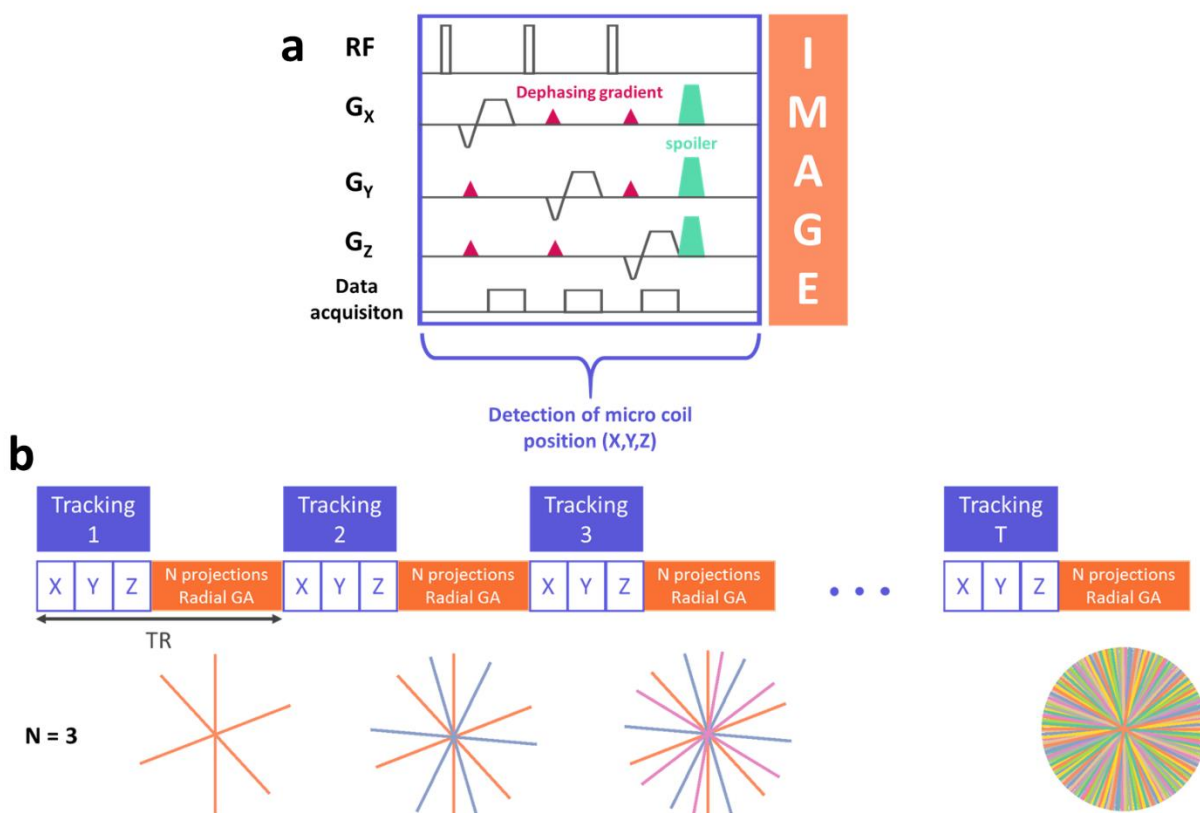 a
RF
Dephasing gradient
GX
spoiler
GY
GZ
Data
acquisiton
I
M
A
G
E
Detection of micro coil
position (X,Y,Z)
b
Tracking
1
Tracking
2
Tracking
3
Tracking
T
X Y Z
N projections
Radial GA
X Y Z
N projections
Radial GA
X Y Z
N projections
Radial GA
• • •
X Y Z
N projections
Radial GA
TR
N = 3